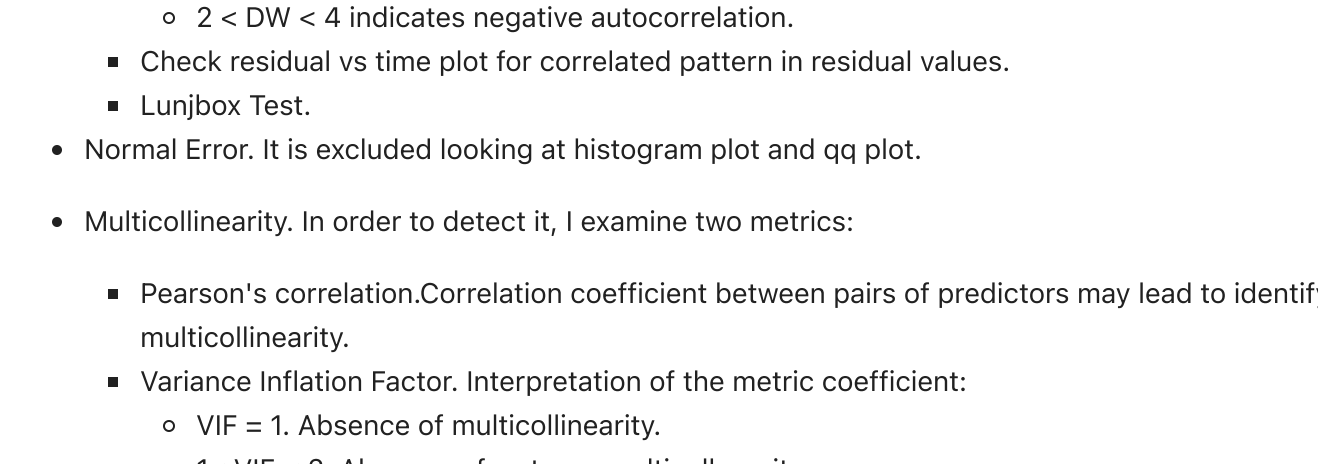 2 < DW < 4 indicates negative autocorrelation.
Check residual vs time plot for correlated pattern in residual values.
Lunjbox Test.
Normal Error. It is excluded looking at histogram plot and qq plot.
Multicollinearity. In order to detect it, I examine two metrics:
Pearson's correlation.Correlation coefficient between pairs of predictors may lead to identify
multicollinearity.
Variance Inflation Factor. Interpretation of the metric coefficient:
VIF = 1. Absence of multicollinearity.